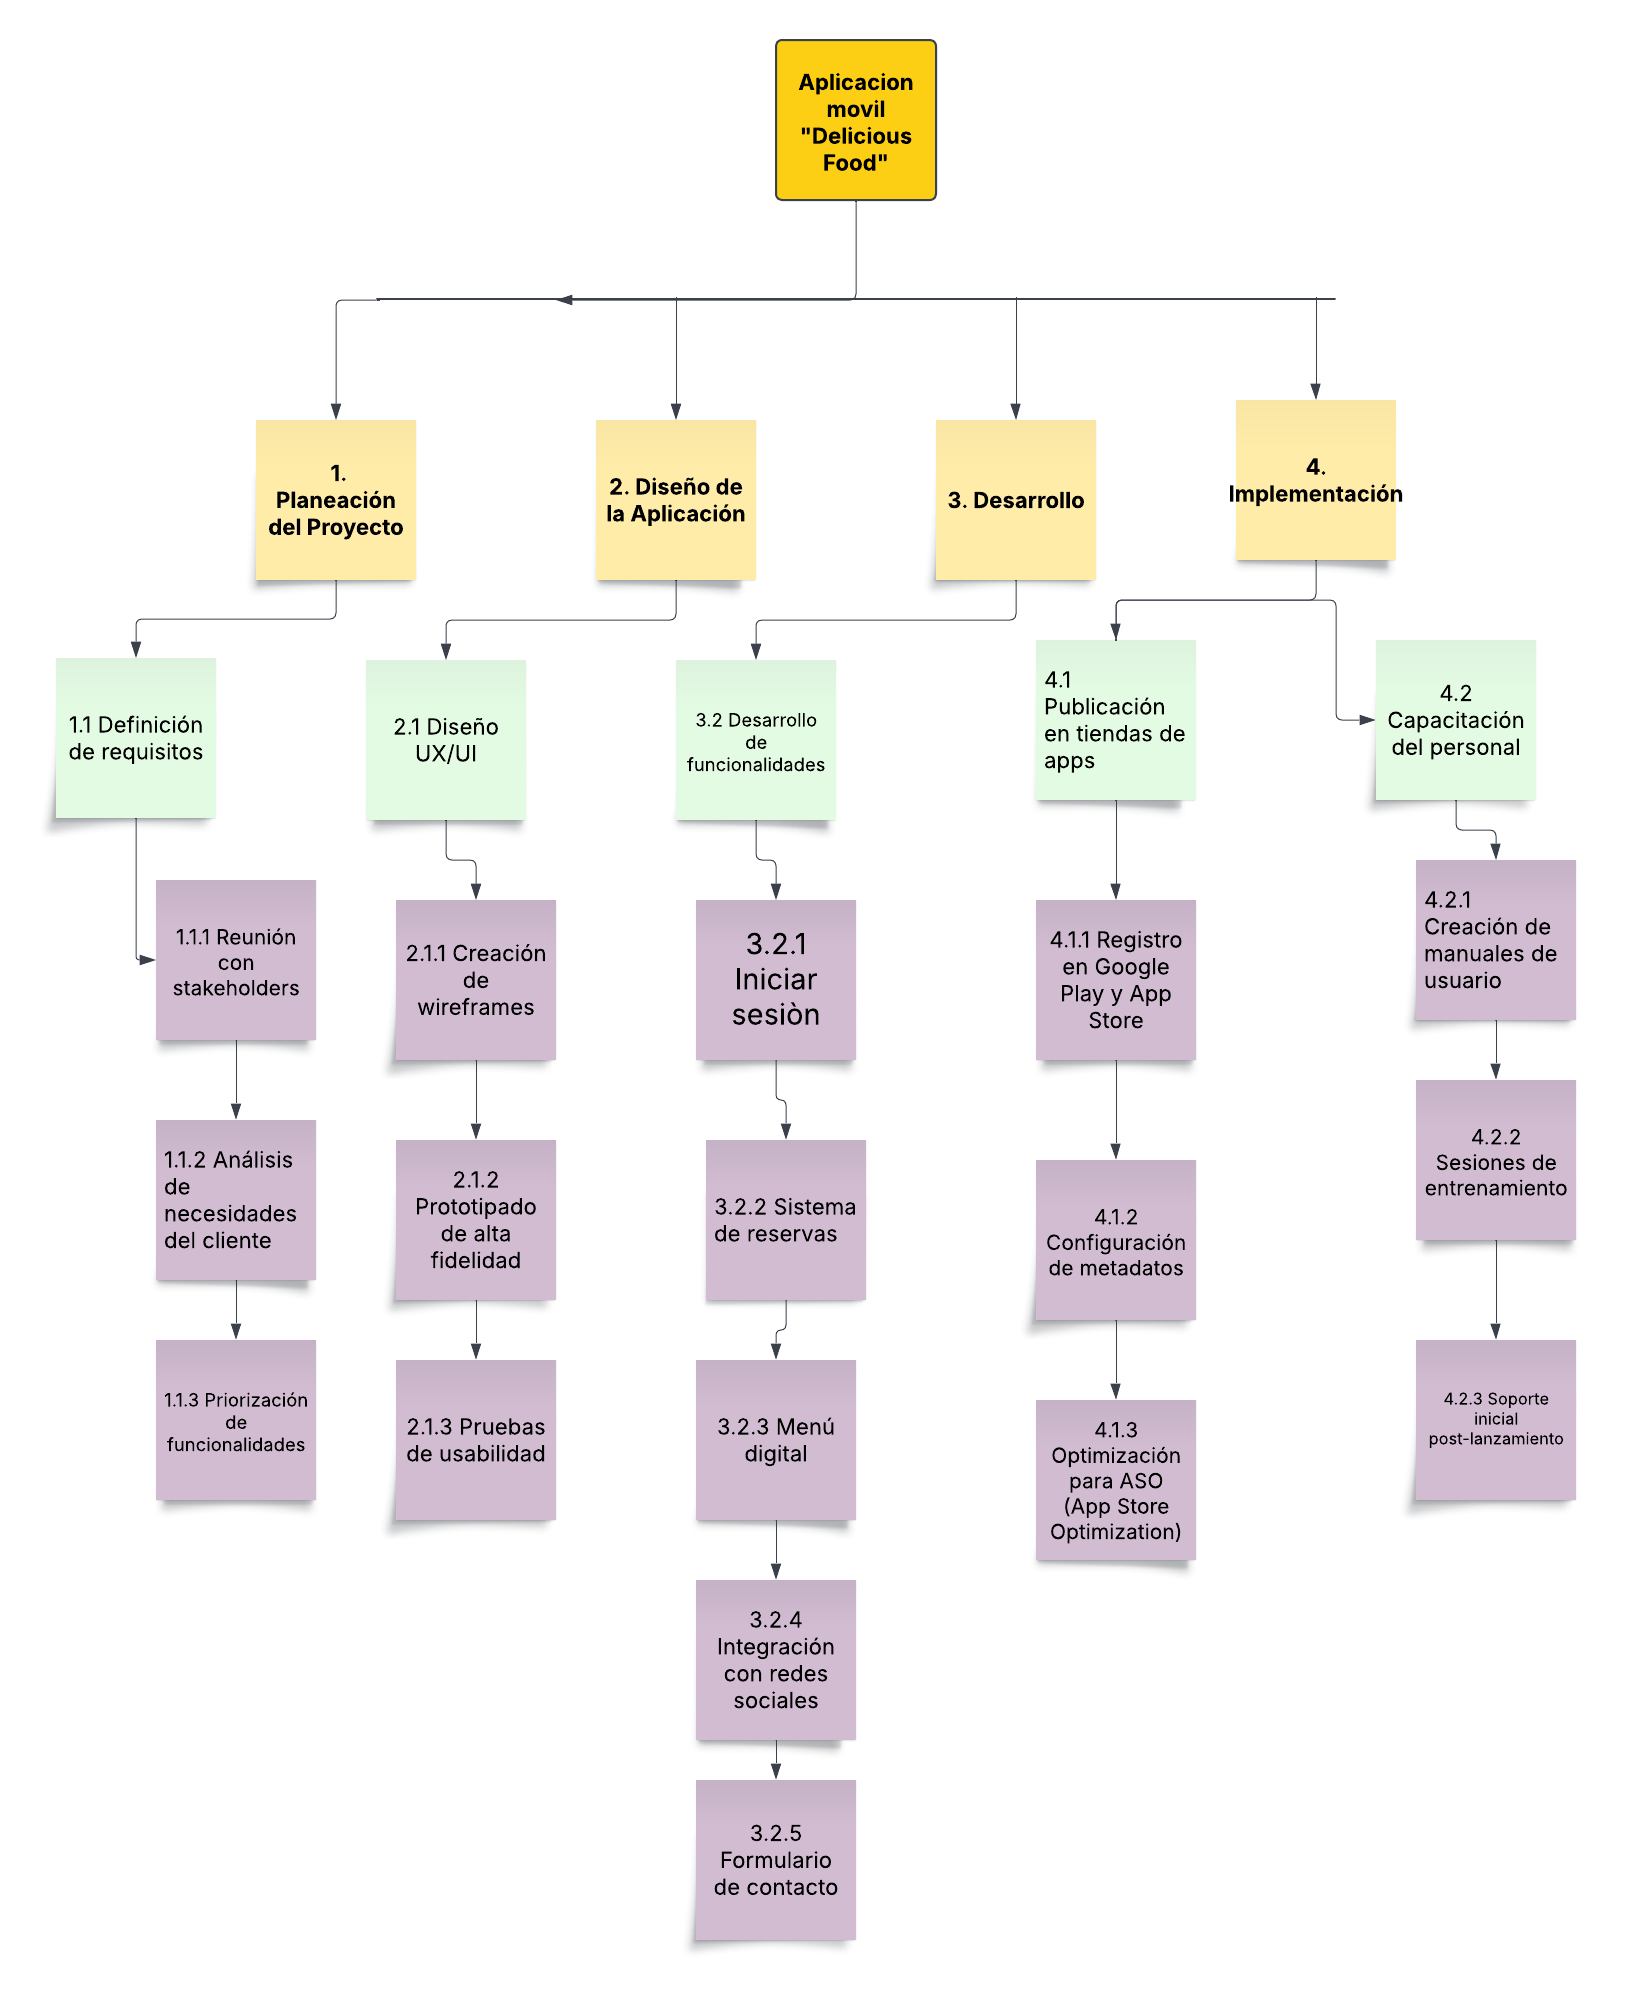 Aplicacion
movil
"Delicious
Food"
1.
Planeación
del Proyecto
2. Diseño de
la Aplicación
3. Desarrollo
4.
Implementación
1.1 Definición
de requisitos
2.1 Diseño
UX/UI
3.2 Desarrollo
de
funcionalidades
4.1
Publicación
en tiendas de
apps
4.2
Capacitación
del personal
1.1.1 Reunión
con
stakeholders
1.1.2 Análisis
de
necesidades
del cliente
1.1.3 Priorización
de
funcionalidades
2.1.1 Creación
de
wireframes
2.1.2
Prototipado
de alta
fidelidad
2.1.3 Pruebas
de usabilidad
3.2.1
Iniciar
sesiòn
3.2.2 Sistema
de reservas
3.2.3 Menú
digital
3.2.4
Integración
con redes
sociales
3.2.5
Formulario
de contacto
4.1.1 Registro
en Google
Play y App
Store
4.1.2
Configuración
de metadatos
4.1.3
Optimización
para ASO
(App Store
Optimization)
4.2.1
Creación de
manuales de
usuario
4.2.2
Sesiones de
entrenamiento
4.2.3 Soporte
inicial
post-lanzamiento